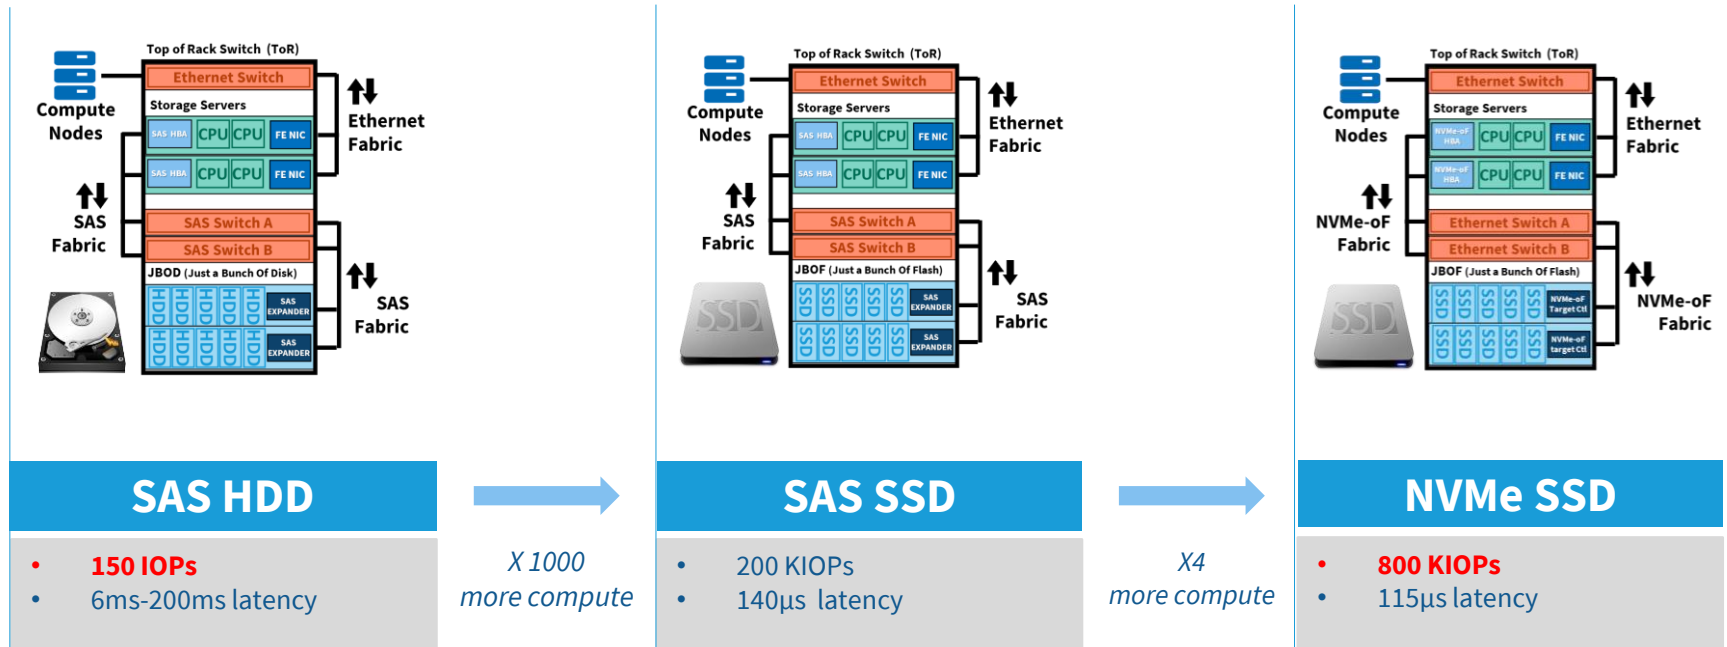 Top of Rack Switch (ToR)
Ethernet Switch
Compute
Nodes
Storage Servers
SAS HBA CPU CPU FE NIC
SAS HBA CPU CPU FE NIC
Ethernet
Fabric
SAS
Fabric
SAS Switch A
SAS Switch B
JBOD (Just a Bunch Of Disk)
HDD HDD HDD HDD HDD SAS
EXPANDER
HDD HDD HDD HDD HDD SAS
EXPANDER
SAS
Fabric
SAS HDD
• 150 IOPs
• 6ms-200ms latency
X 1000
more compute
Top of Rack Switch (ToR)
Ethernet Switch
Compute
Nodes
Storage Servers
SAS HBA CPU CPU FE NIC
SAS HBA CPU CPU FE NIC
Ethernet
Fabric
SAS
Fabric
SAS Switch A
SAS Switch B
JBOF (Just a Bunch Of Flash)
SSD
SSD SSD SSD SSD SSD SAS
EXPANDER
SSD SSD SSD SSD SSD SAS
EXPANDER
SAS
Fabric
SAS SSD
• 200 KIOPs
• 140µs latency
X4
more compute
Top of Rack Switch (ToR)
Ethernet Switch
Compute
Nodes
Storage Servers
NVMe-oF
HBA CPU CPU FE NIC
NVMe-oF
HBA CPU CPU FE NIC
Ethernet
Fabric
NVMe-oF
Fabric
Ethernet Switch A
Ethernet Switch B
JBOF (Just a Bunch Of Flash)
SSD
SSD SSD SSD SSD SSD NVMe-oF
Target Ctl
SSD SSD SSD SSD SSD NVMe-oF
target Ctl
NVMe-oF
Fabric
NVMe SSD
• 800 KIOPs
• 115µs latency